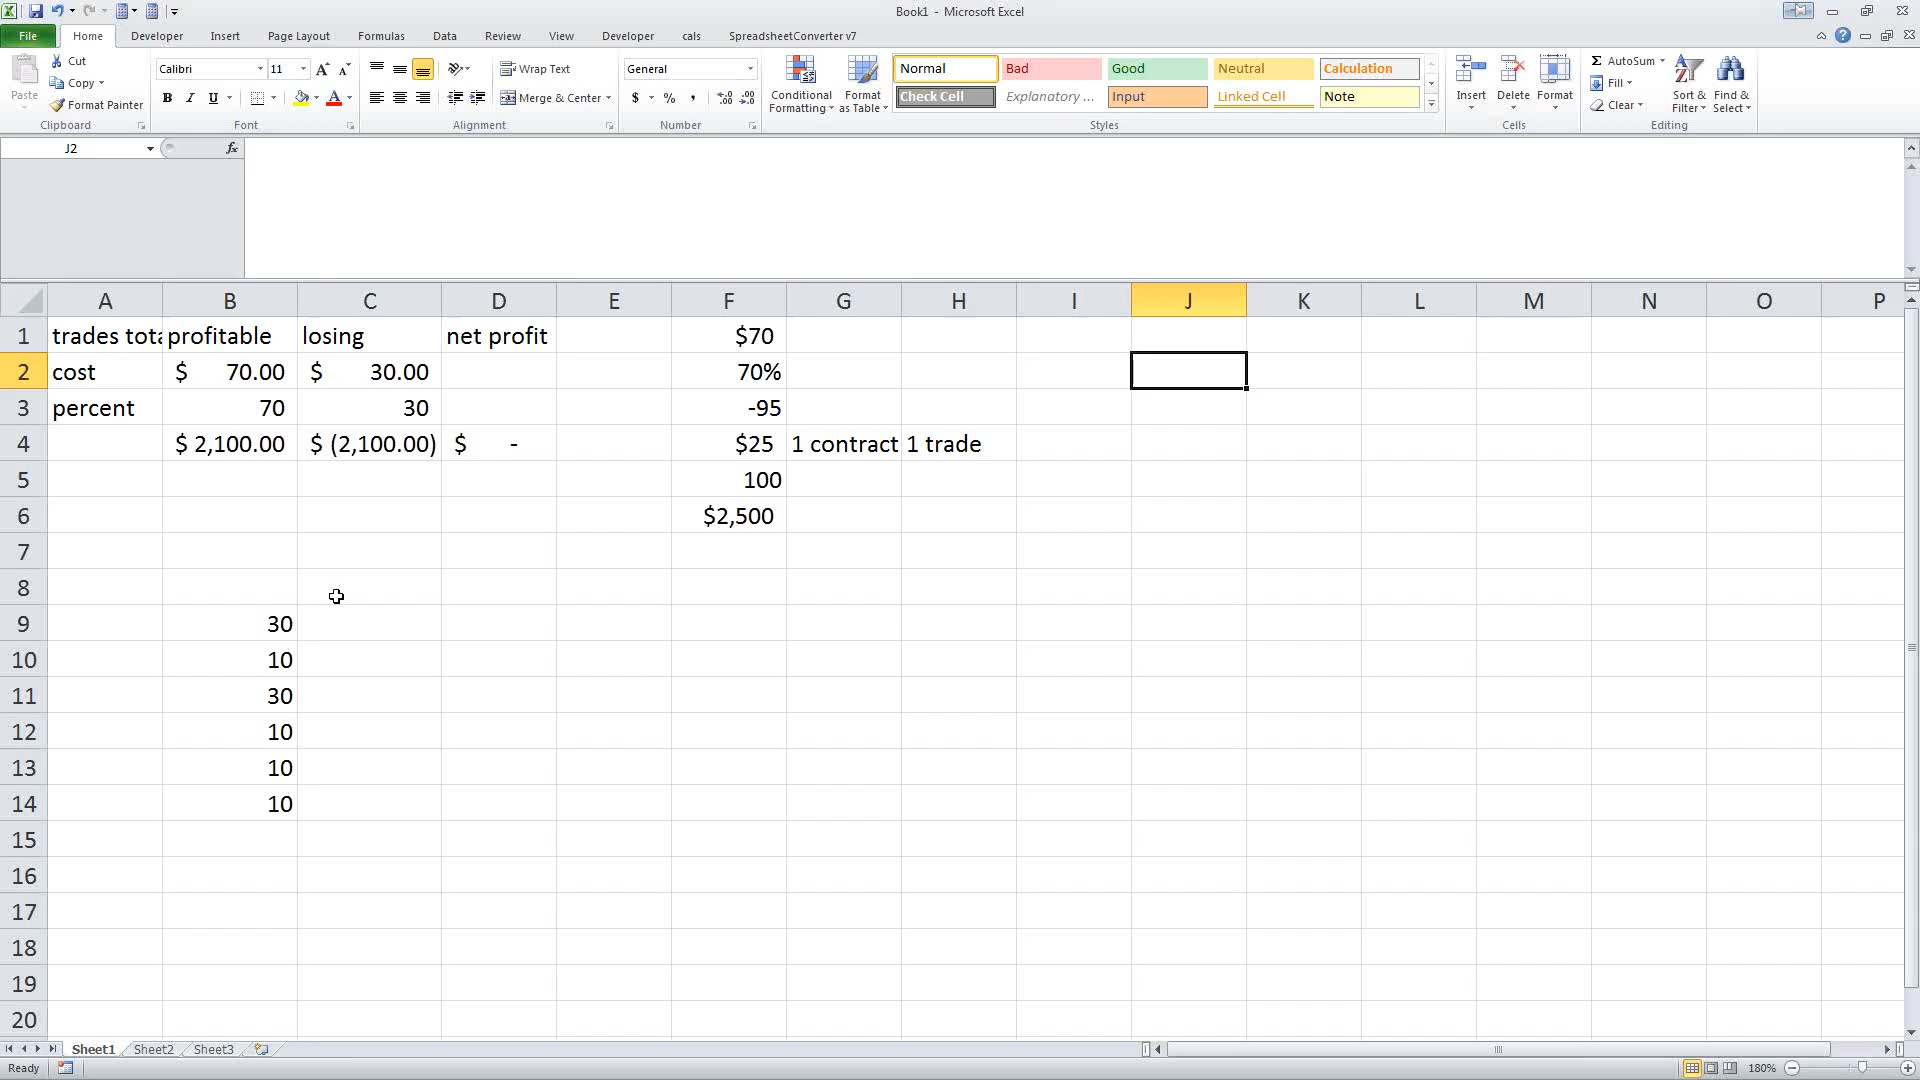 Book1 - Microsoft Excel
File Home Developer Insert Page Layout Formulas Data Review View Developer cals SpreadsheetConverter v7
Paste
Cut
Copy
Format Painter
Clipboard
Calibri 11
B I U A
Font
Wrap Text
Merge & Center
Alignment
General
$ % ,
Number
Conditional Formatting
Format as Table
Normal Bad Good Neutral Calculation
Check Cell Explanatory ... Input Linked Cell Note
Styles
Insert Delete Format
Cells
Σ AutoSum
Fill
Clear
Sort & Filter
Find & Select
Editing
J2 fx
A B C D E F G H I J K L M N O P
1 trades tota profitable losing net profit $70
2 cost $ 70.00 $ 30.00 70%
3 percent 70 30 -95
4 $ 2,100.00 $ (2,100.00) $ - $25 1 contract 1 trade
5 100
6 $2,500
7
8
9 30
10 10
11 30
12 10
13 10
14 10
15
16
17
18
19
20
Sheet1 Sheet2 Sheet3
Ready 180%